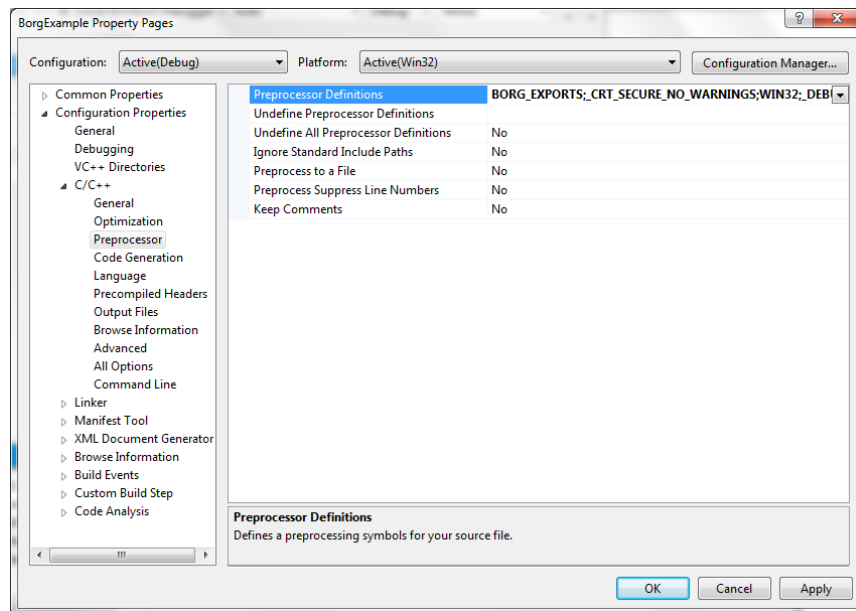 BorgExample Property Pages
Configuration: Active(Debug) Platform: Active(Win32) Configuration Manager...
Common Properties
Configuration Properties
General
Debugging
VC++ Directories
C/C++
General
Optimization
Preprocessor
Code Generation
Language
Precompiled Headers
Output Files
Browse Information
Advanced
All Options
Command Line
Linker
Manifest Tool
XML Document Generator
Browse Information
Build Events
Custom Build Step
Code Analysis
Preprocessor Definitions BORG_EXPORTS;_CRT_SECURE_NO_WARNINGS;WIN32;_DEB
Undefine Preprocessor Definitions
Undefine All Preprocessor Definitions No
Ignore Standard Include Paths No
Preprocess to a File No
Preprocess Suppress Line Numbers No
Keep Comments No
Preprocessor Definitions
Defines a preprocessing symbols for your source file.
OK Cancel Apply